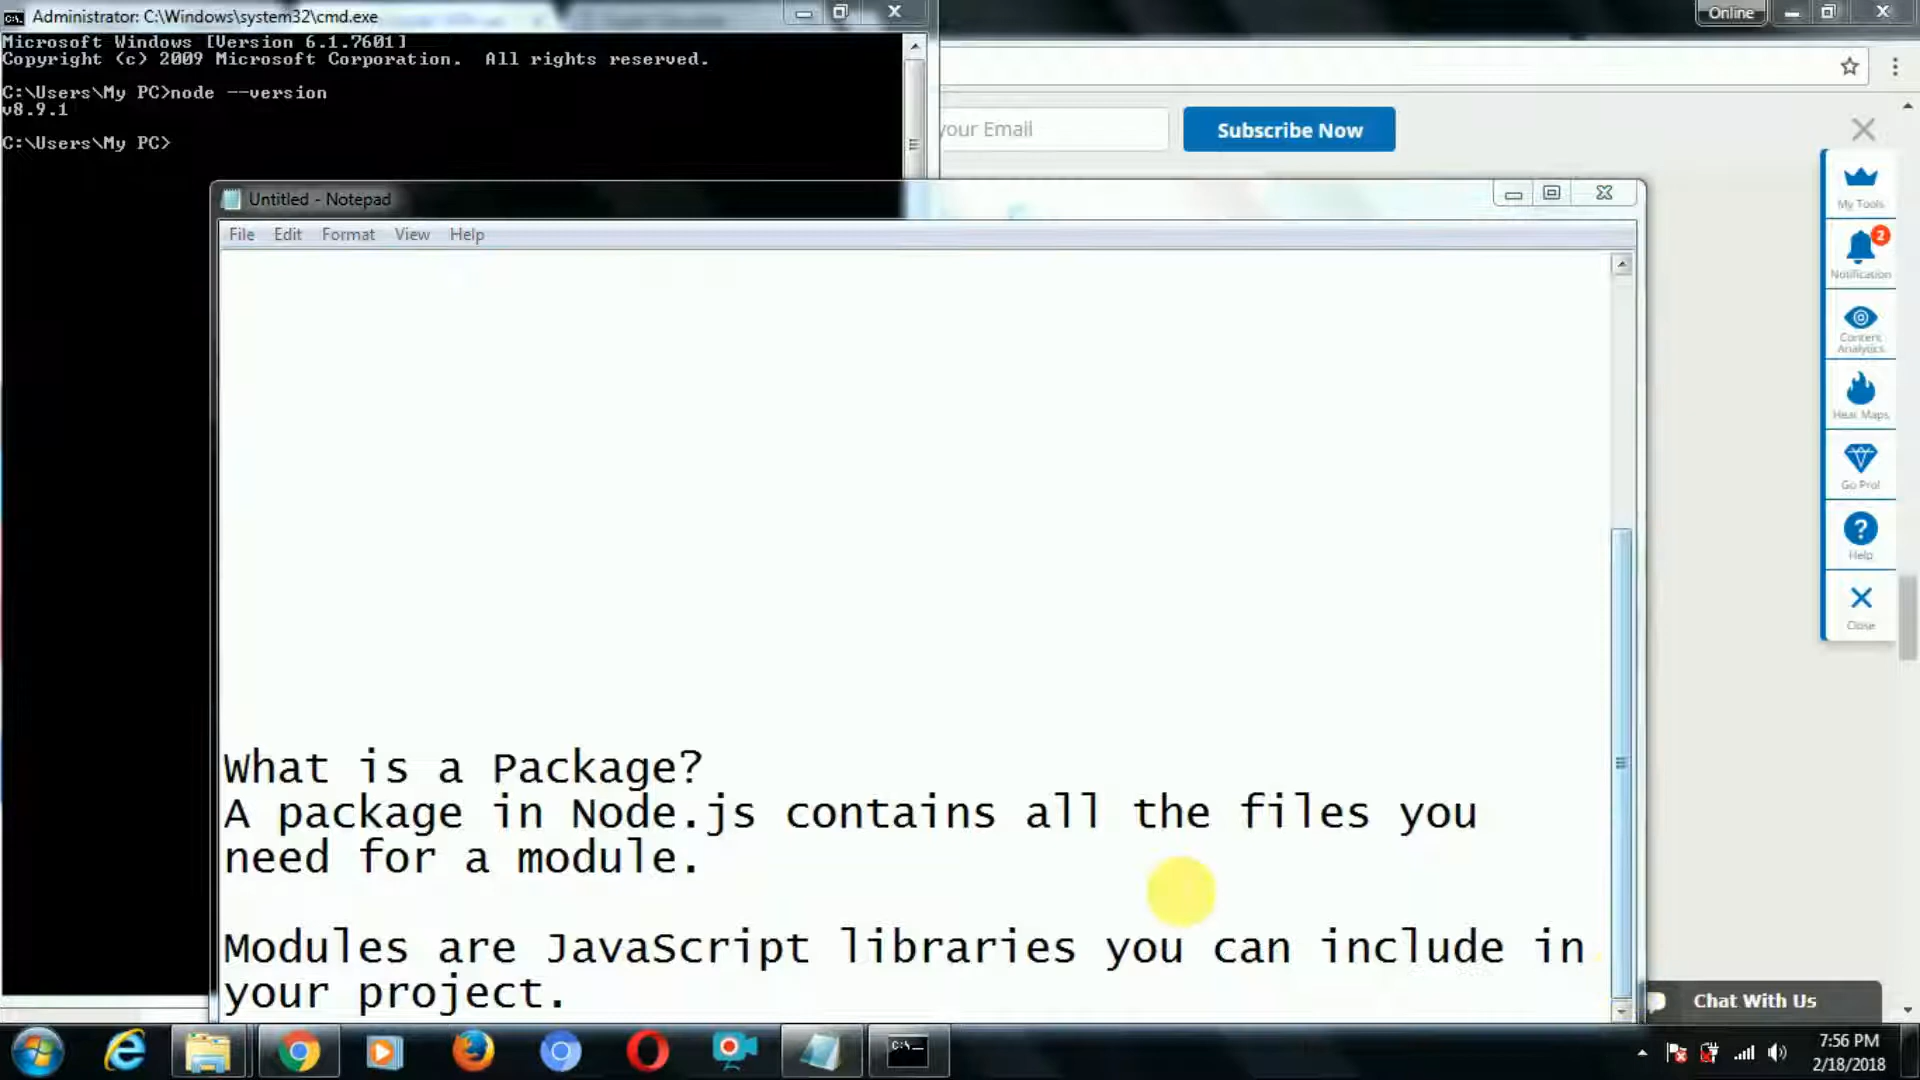 Administrator: C:\Windows\system32\cmd.exe
Online
Microsoft Windows [Version 6.1.7601]
Copyright (c) 2009 Microsoft Corporation.  All rights reserved.
C:\Users\My PC>node --version
v8.9.1
C:\Users\My PC>
your Email
Subscribe Now
My Tools
2
Notification
Content
Analytics
Heat Maps
Go Pro!
?
Help
Close
Untitled - Notepad
File Edit Format View Help
What is a Package?
A package in Node.js contains all the files you
need for a module.
Modules are JavaScript libraries you can include in
your project.
Chat With Us
C:\_
7:56 PM
2/18/2018